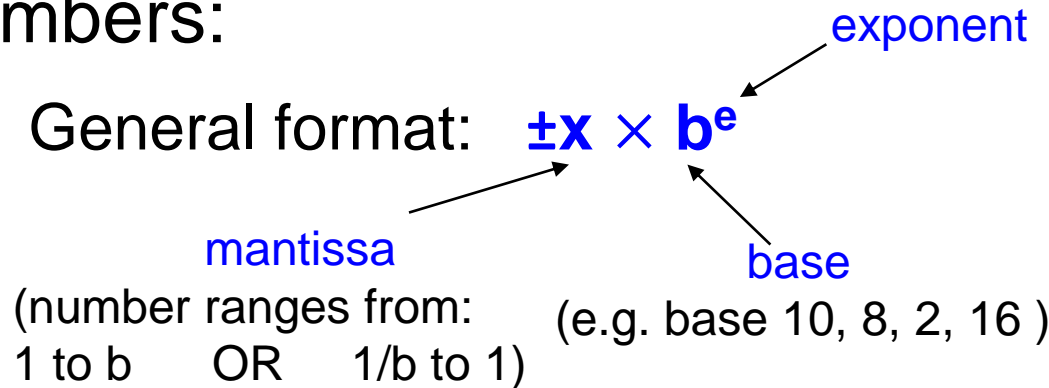 mbers:
exponent
General format: ±x × bᵉ
mantissa
base
(number ranges from:
(e.g. base 10, 8, 2, 16 )
1 to b OR 1/b to 1)